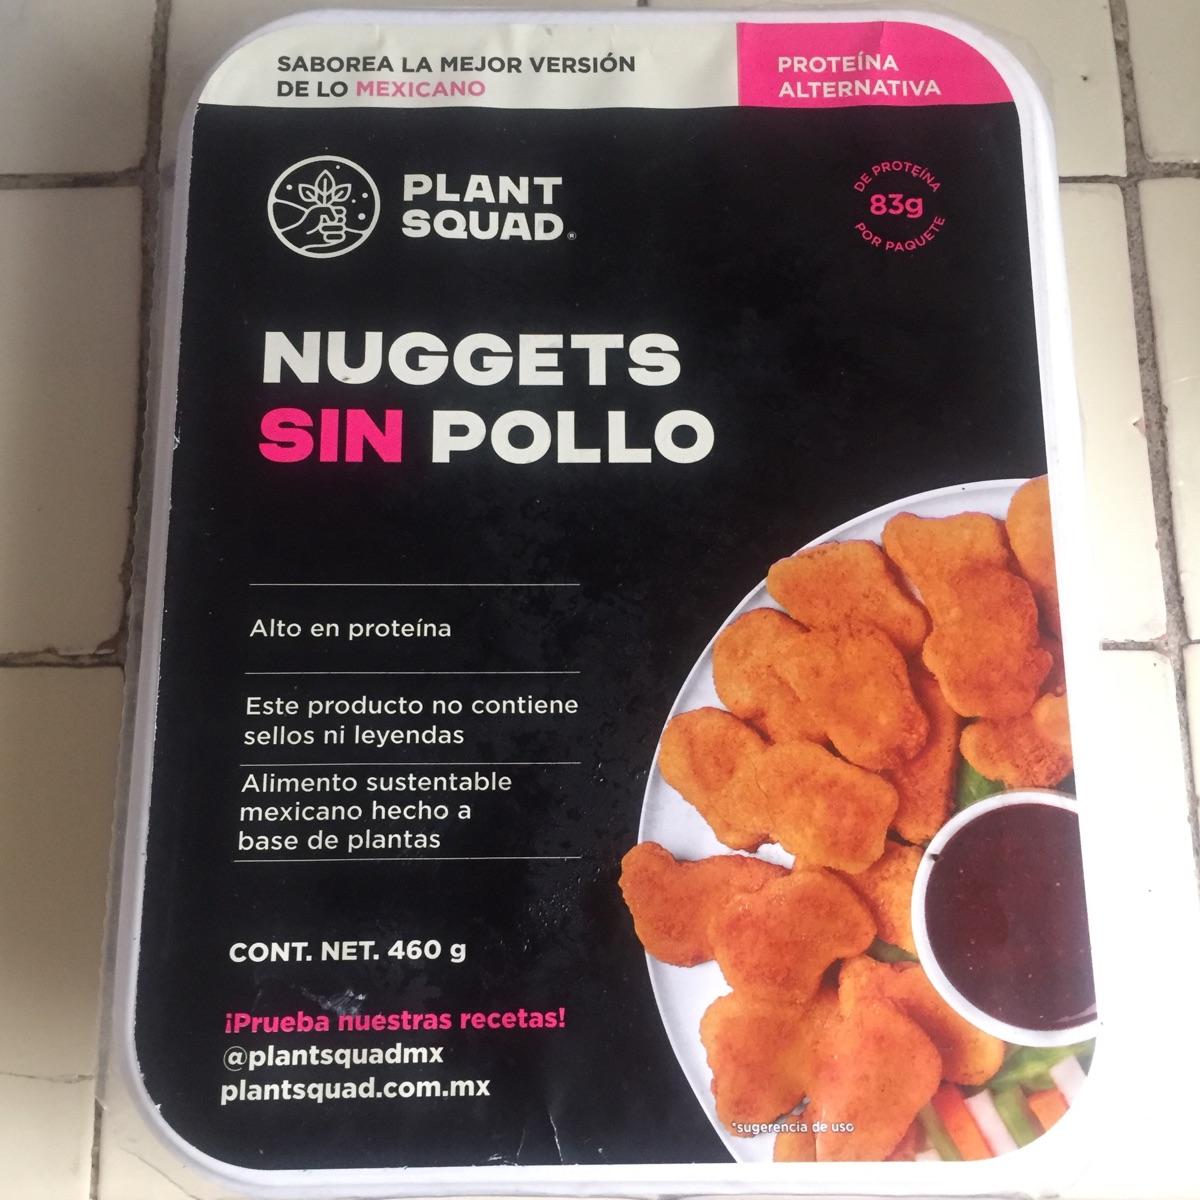 SABOREA LA MEJOR VERSIÓN
DE LO MEXICANO
PROTEÍNA
ALTERNATIVA
PLANT
SQUAD®
DE PROTEÍNA
83g
POR PAQUETE
NUGGETS
SIN POLLO
Alto en proteína
Este producto no contiene
sellos ni leyendas
Alimento sustentable
mexicano hecho a
base de plantas
CONT. NET. 460 g
¡Prueba nuestras recetas!
@plantsquadmx
plantsquad.com.mx
*sugerencia de uso